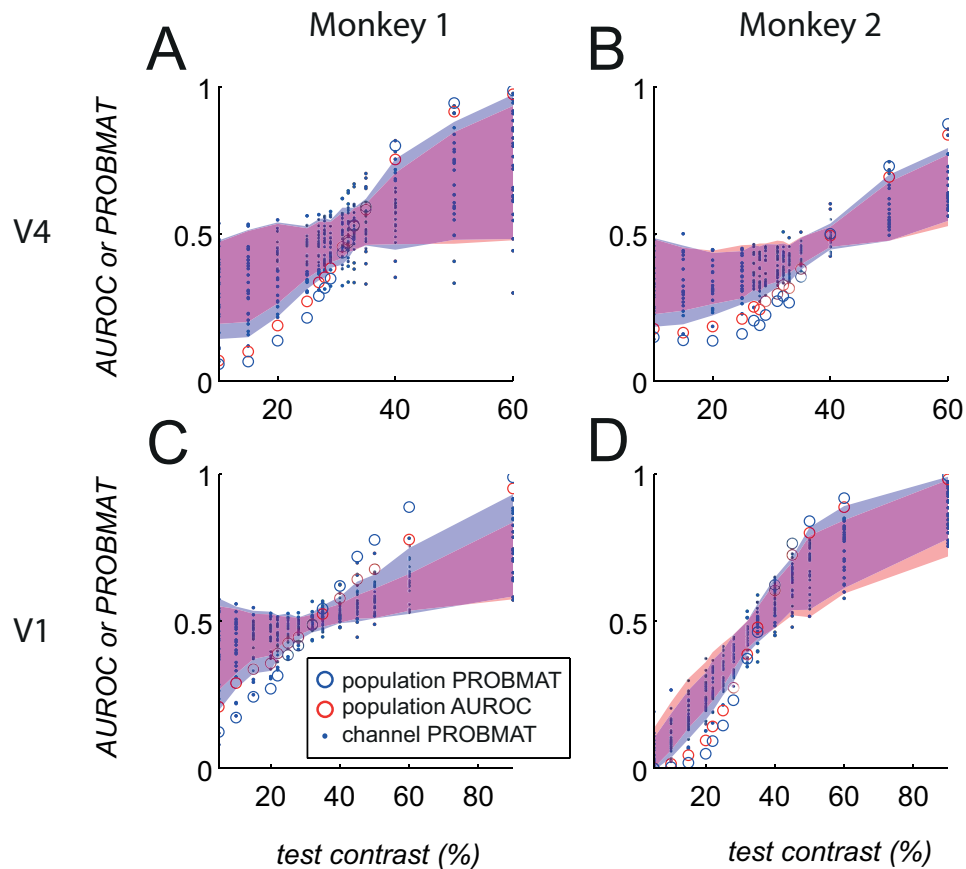 Monkey 1
Monkey 2
A
B
V4
AUROC or PROBMAT
1
0.5
0
20
40
60
1
0.5
0
20
40
60
C
D
V1
AUROC or PROBMAT
1
0.5
0
20
40
60
80
1
0.5
0
20
40
60
80
population PROBMAT
population AUROC
channel PROBMAT
test contrast (%)
test contrast (%)